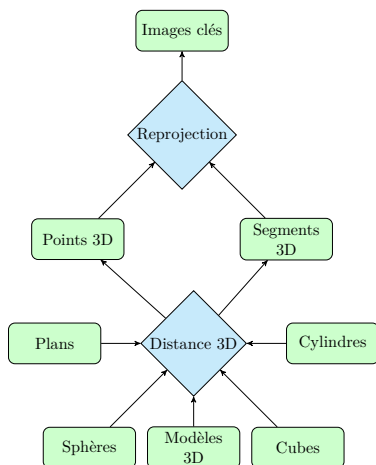 Images clés
Reprojection
Points 3D
Segments
3D
Plans
Distance 3D
Cylindres
Sphères
Modèles
3D
Cubes